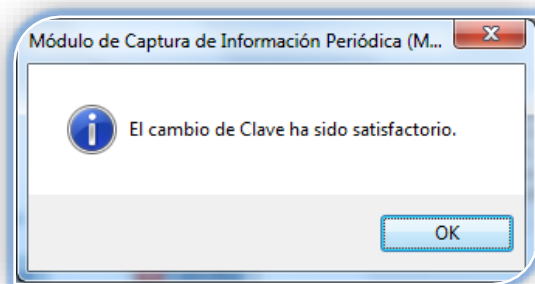 Módulo de Captura de Información Periódica (M...
El cambio de Clave ha sido satisfactorio.
OK